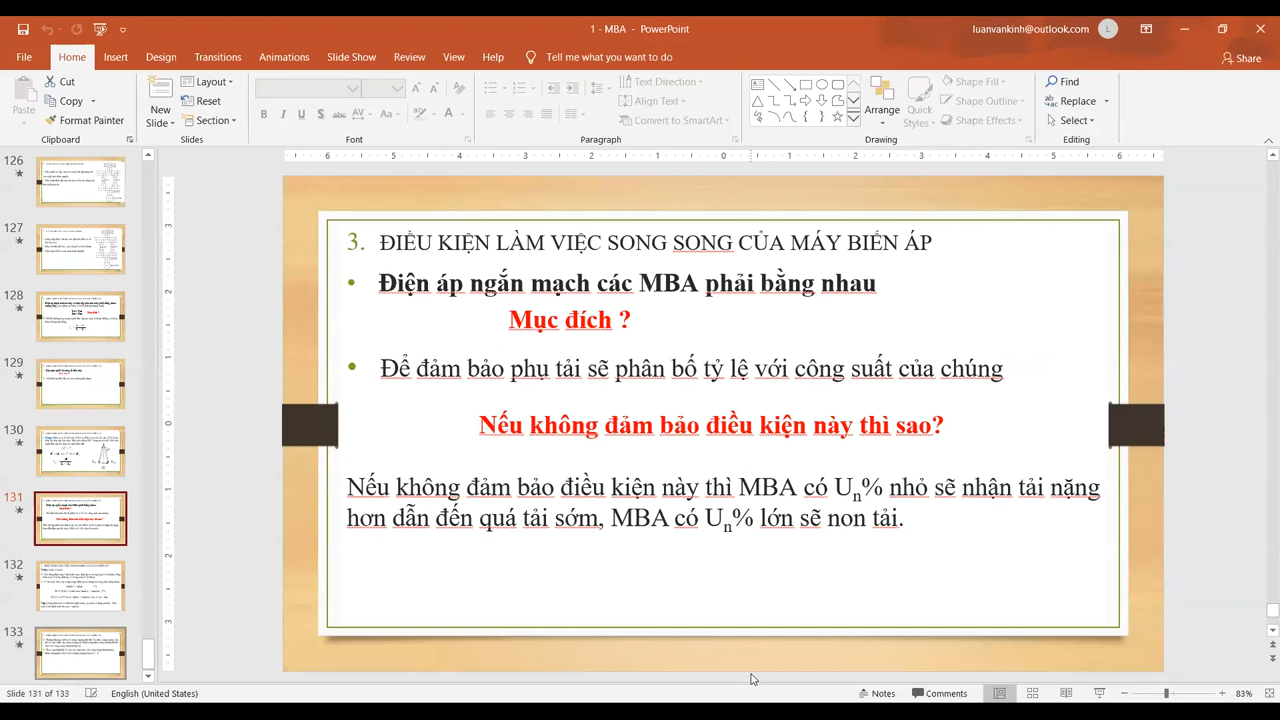 1 - MBA - PowerPoint
luanvankinh@outlook.com
L
File
Home
Insert
Design
Transitions
Animations
Slide Show
Review
View
Help
Tell me what you want to do
Share
Paste
Cut
Copy
Format Painter
Clipboard
New Slide
Layout
Reset
Section
Slides
Font
Text Direction
Align Text
Convert to SmartArt
Paragraph
Arrange
Quick Styles
Shape Fill
Shape Outline
Shape Effects
Drawing
Find
Replace
Select
Editing
126
127
128
129
130
131
132
133
3. ĐIỀU KIỆN LÀM VIỆC SONG SONG CỦA MÁY BIẾN ÁP
• Điện áp ngắn mạch các MBA phải bằng nhau
Mục đích ?
• Để đảm bảo phụ tải sẽ phân bố tỷ lệ với công suất của chúng
Nếu không đảm bảo điều kiện này thì sao?
Nếu không đảm bảo điều kiện này thì MBA có Un% nhỏ sẽ nhận tải nặng
hơn dẫn đến quá tải sớm, MBA có Un% lớn sẽ non tải.
Slide 131 of 133
English (United States)
Notes
Comments
83%